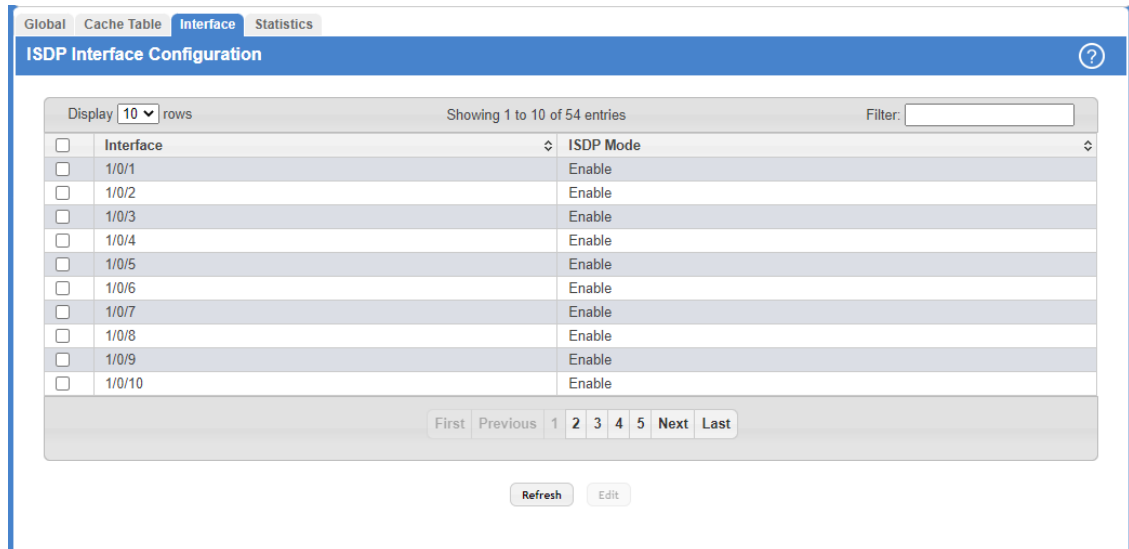 Global Cache Table Interface Statistics
ISDP Interface Configuration ?
Display 10 rows Showing 1 to 10 of 54 entries Filter:
Interface ISDP Mode
1/0/1 Enable
1/0/2 Enable
1/0/3 Enable
1/0/4 Enable
1/0/5 Enable
1/0/6 Enable
1/0/7 Enable
1/0/8 Enable
1/0/9 Enable
1/0/10 Enable
First Previous 1 2 3 4 5 Next Last
Refresh Edit